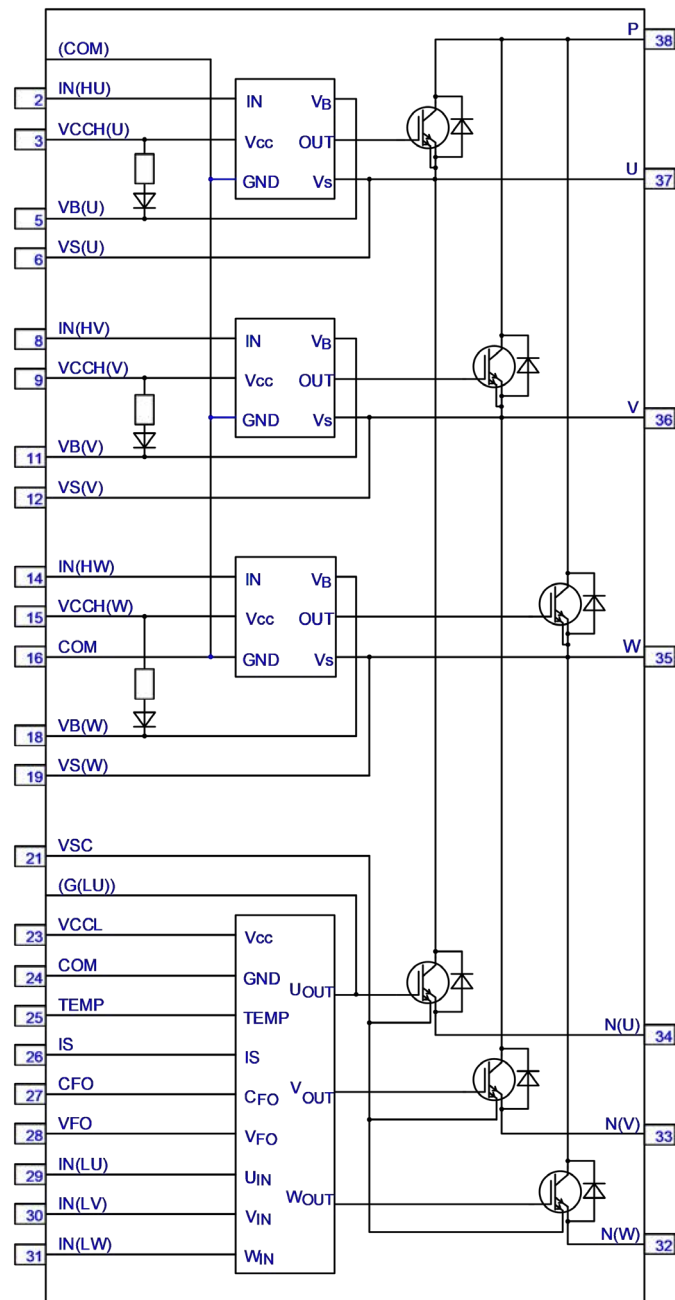 P
38
(COM)
2
IN(HU)
IN
VB
3
VCCH(U)
Vcc
OUT
GND
Vs
U
37
5
VB(U)
6
VS(U)
8
IN(HV)
IN
VB
9
VCCH(V)
Vcc
OUT
GND
Vs
V
36
11
VB(V)
12
VS(V)
14
IN(HW)
IN
VB
15
VCCH(W)
Vcc
OUT
16
COM
GND
Vs
W
35
18
VB(W)
19
VS(W)
21
VSC
(G(LU))
23
VCCL
Vcc
24
COM
GND
UOUT
25
TEMP
TEMP
N(U)
34
26
IS
IS
27
CFO
CFO
VOUT
28
VFO
VFO
N(V)
33
29
IN(LU)
UIN
WOUT
30
IN(LV)
VIN
N(W)
32
31
IN(LW)
WIN